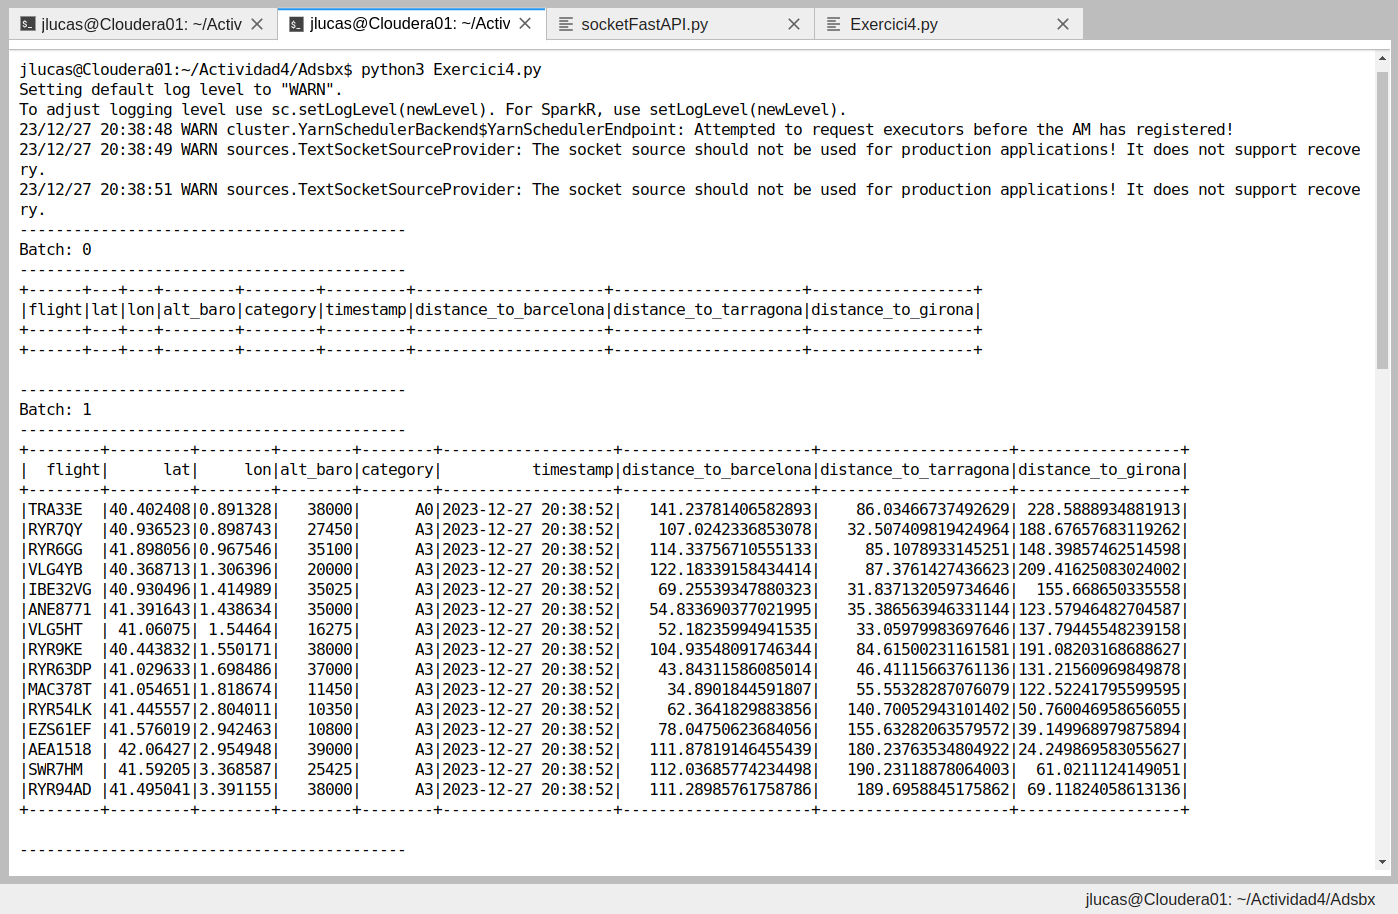 jlucas@Cloudera01: ~/Activ
jlucas@Cloudera01: ~/Activ
socketFastAPI.py
Exercici4.py
jlucas@Cloudera01:~/Actividad4/Adsbx$ python3 Exercici4.py
Setting default log level to "WARN".
To adjust logging level use sc.setLogLevel(newLevel). For SparkR, use setLogLevel(newLevel).
23/12/27 20:38:48 WARN cluster.YarnSchedulerBackend$YarnSchedulerEndpoint: Attempted to request executors before the AM has registered!
23/12/27 20:38:49 WARN sources.TextSocketSourceProvider: The socket source should not be used for production applications! It does not support recove
ry.
23/12/27 20:38:51 WARN sources.TextSocketSourceProvider: The socket source should not be used for production applications! It does not support recove
ry.
-------------------------------------------
Batch: 0
-------------------------------------------
+------+---+---+--------+--------+---------+---------------------+---------------------+------------------+
|flight|lat|lon|alt_baro|category|timestamp|distance_to_barcelona|distance_to_tarragona|distance_to_girona|
+------+---+---+--------+--------+---------+---------------------+---------------------+------------------+
+------+---+---+--------+--------+---------+---------------------+---------------------+------------------+
-------------------------------------------
Batch: 1
-------------------------------------------
+--------+---------+--------+--------+--------+-------------------+---------------------+---------------------+------------------+
|  flight|      lat|     lon|alt_baro|category|          timestamp|distance_to_barcelona|distance_to_tarragona|distance_to_girona|
+--------+---------+--------+--------+--------+-------------------+---------------------+---------------------+------------------+
|TRA33E  |40.402408|0.891328|   38000|      A0|2023-12-27 20:38:52|   141.23781406582893|    86.03466737492629| 228.5888934881913|
|RYR7QY  |40.936523|0.898743|   27450|      A3|2023-12-27 20:38:52|    107.0242336853078|   32.507409819424964|188.67657683119262|
|RYR6GG  |41.898056|0.967546|   35100|      A3|2023-12-27 20:38:52|   114.33756710555133|     85.1078933145251|148.39857462514598|
|VLG4YB  |40.368713|1.306396|   20000|      A3|2023-12-27 20:38:52|   122.18339158434414|    87.3761427436623|209.41625083024002|
|IBE32VG |40.930496|1.414989|   35025|      A3|2023-12-27 20:38:52|    69.25539347880323|   31.837132059734646|  155.668650335558|
|ANE8771 |41.391643|1.438634|   35000|      A3|2023-12-27 20:38:52|   54.833690377021995|   35.386563946331144|123.57946482704587|
|VLG5HT  | 41.06075| 1.54464|   16275|      A3|2023-12-27 20:38:52|    52.18235994941535|    33.05979983697646|137.79445548239158|
|RYR9KE  |40.443832|1.550171|   38000|      A3|2023-12-27 20:38:52|   104.93548091746344|    84.61500231161581|191.08203168688627|
|RYR63DP |41.029633|1.698486|   37000|      A3|2023-12-27 20:38:52|    43.84311586085014|    46.41115663761136|131.21560969849878|
|MAC378T |41.054651|1.818674|   11450|      A3|2023-12-27 20:38:52|     34.8901844591807|    55.55328287076079|122.52241795599595|
|RYR54LK |41.445557|2.804011|   10350|      A3|2023-12-27 20:38:52|     62.3641829883856|   140.70052943101402|50.760046958656055|
|EZS61EF |41.576019|2.942463|   10800|      A3|2023-12-27 20:38:52|    78.04750623684056|   155.63282063579572|39.149968979875894|
|AEA1518 | 42.06427|2.954948|   39000|      A3|2023-12-27 20:38:52|   111.87819146455439|   180.23763534804922|24.249869583055627|
|SWR7HM  | 41.59205|3.368587|   25425|      A3|2023-12-27 20:38:52|   112.03685774234498|   190.23118878064003|  61.0211124149051|
|RYR94AD |41.495041|3.391155|   38000|      A3|2023-12-27 20:38:52|   111.28985761758786|    189.6958845175862| 69.11824058613136|
+--------+---------+--------+--------+--------+-------------------+---------------------+---------------------+------------------+
-------------------------------------------
jlucas@Cloudera01: ~/Actividad4/Adsbx